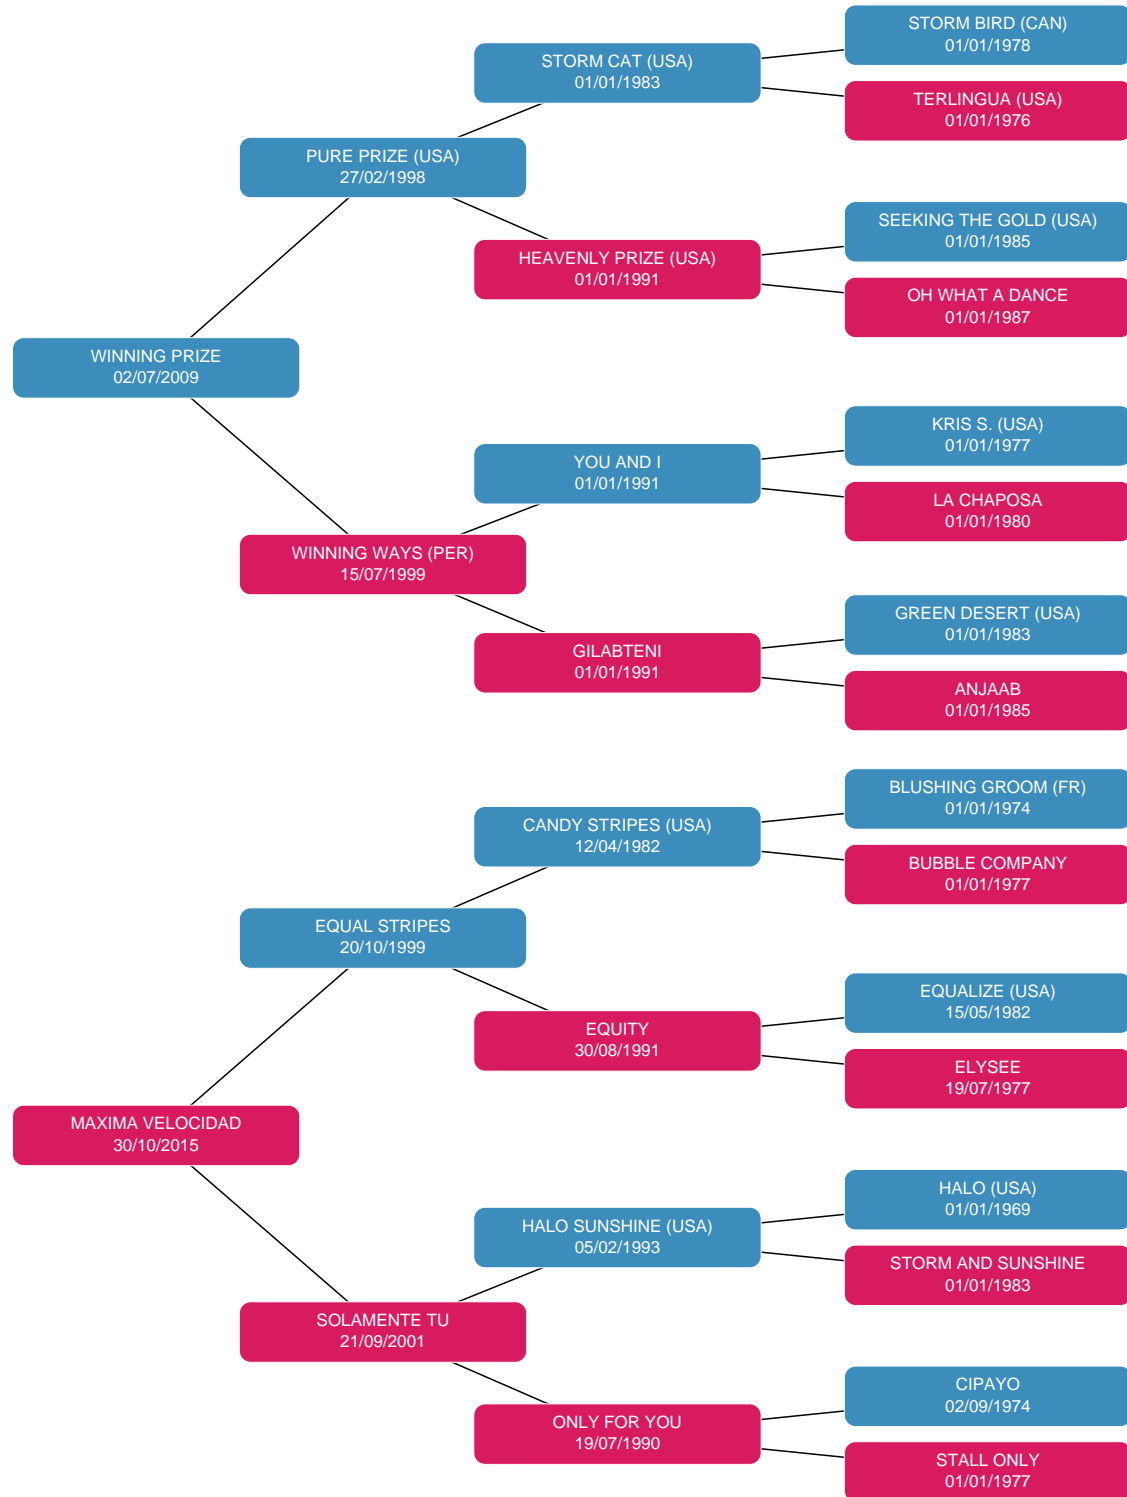 STORM BIRD (CAN)
01/01/1978
STORM CAT (USA)
01/01/1983
TERLINGUA (USA)
01/01/1976
PURE PRIZE (USA)
27/02/1998
SEEKING THE GOLD (USA)
01/01/1985
HEAVENLY PRIZE (USA)
01/01/1991
OH WHAT A DANCE
01/01/1987
WINNING PRIZE
02/07/2009
KRIS S. (USA)
01/01/1977
YOU AND I
01/01/1991
LA CHAPOSA
01/01/1980
WINNING WAYS (PER)
15/07/1999
GREEN DESERT (USA)
01/01/1983
GILABTENI
01/01/1991
ANJAAB
01/01/1985
BLUSHING GROOM (FR)
01/01/1974
CANDY STRIPES (USA)
12/04/1982
BUBBLE COMPANY
01/01/1977
EQUAL STRIPES
20/10/1999
EQUALIZE (USA)
15/05/1982
EQUITY
30/08/1991
ELYSEE
19/07/1977
MAXIMA VELOCIDAD
30/10/2015
HALO (USA)
01/01/1969
HALO SUNSHINE (USA)
05/02/1993
STORM AND SUNSHINE
01/01/1983
SOLAMENTE TU
21/09/2001
CIPAYO
02/09/1974
ONLY FOR YOU
19/07/1990
STALL ONLY
01/01/1977